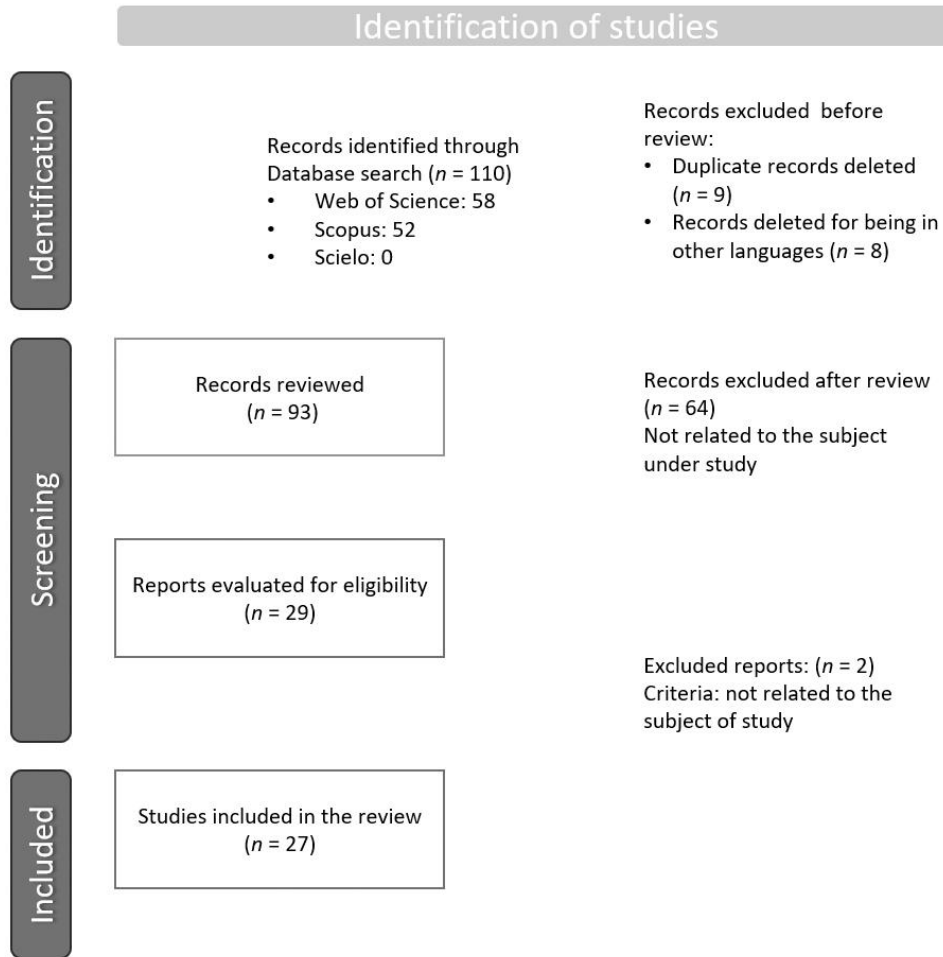 Identification of studies
Identification
Records identified through
Database search (n = 110)
• Web of Science: 58
• Scopus: 52
• Scielo: 0
Records excluded before
review:
• Duplicate records deleted
(n = 9)
• Records deleted for being in
other languages (n = 8)
Screening
Records reviewed
(n = 93)
Records excluded after review
(n = 64)
Not related to the subject
under study
Reports evaluated for eligibility
(n = 29)
Excluded reports: (n = 2)
Criteria: not related to the
subject of study
Included
Studies included in the review
(n = 27)